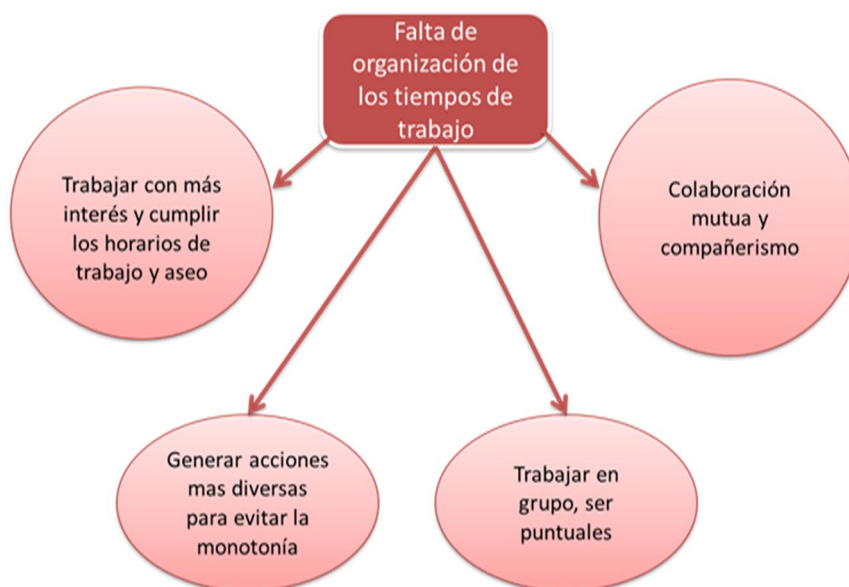 Falta de
organización de
los tiempos de
trabajo
Trabajar con más
interés y cumplir
los horarios de
trabajo y aseo
Colaboración
mutua y
compañerismo
Generar acciones
mas diversas
para evitar la
monotonía
Trabajar en
grupo, ser
puntuales